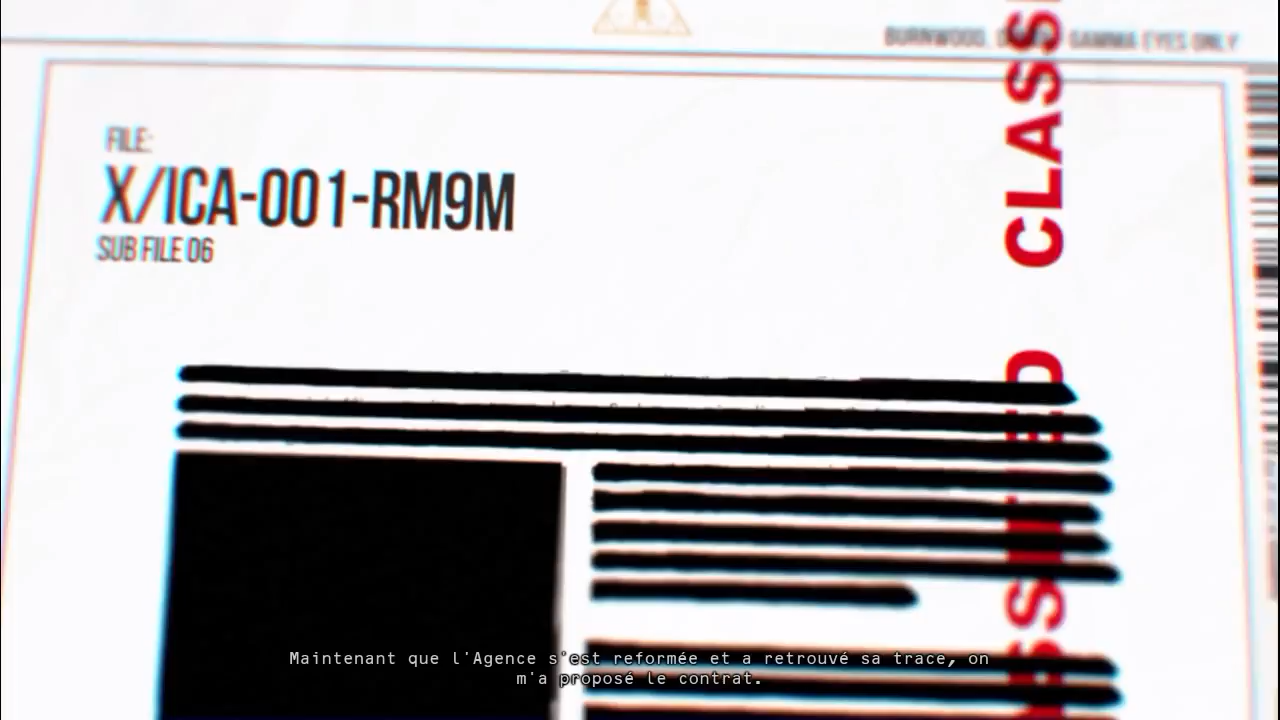 BURNWOOD, GAMMA EYES ONLY
FILE:
X/ICA-001-RM9M
SUB FILE 06
CLASSIFIED
Maintenant que l'Agence s'est reformée et a retrouvé sa trace, on
m'a proposé le contrat.